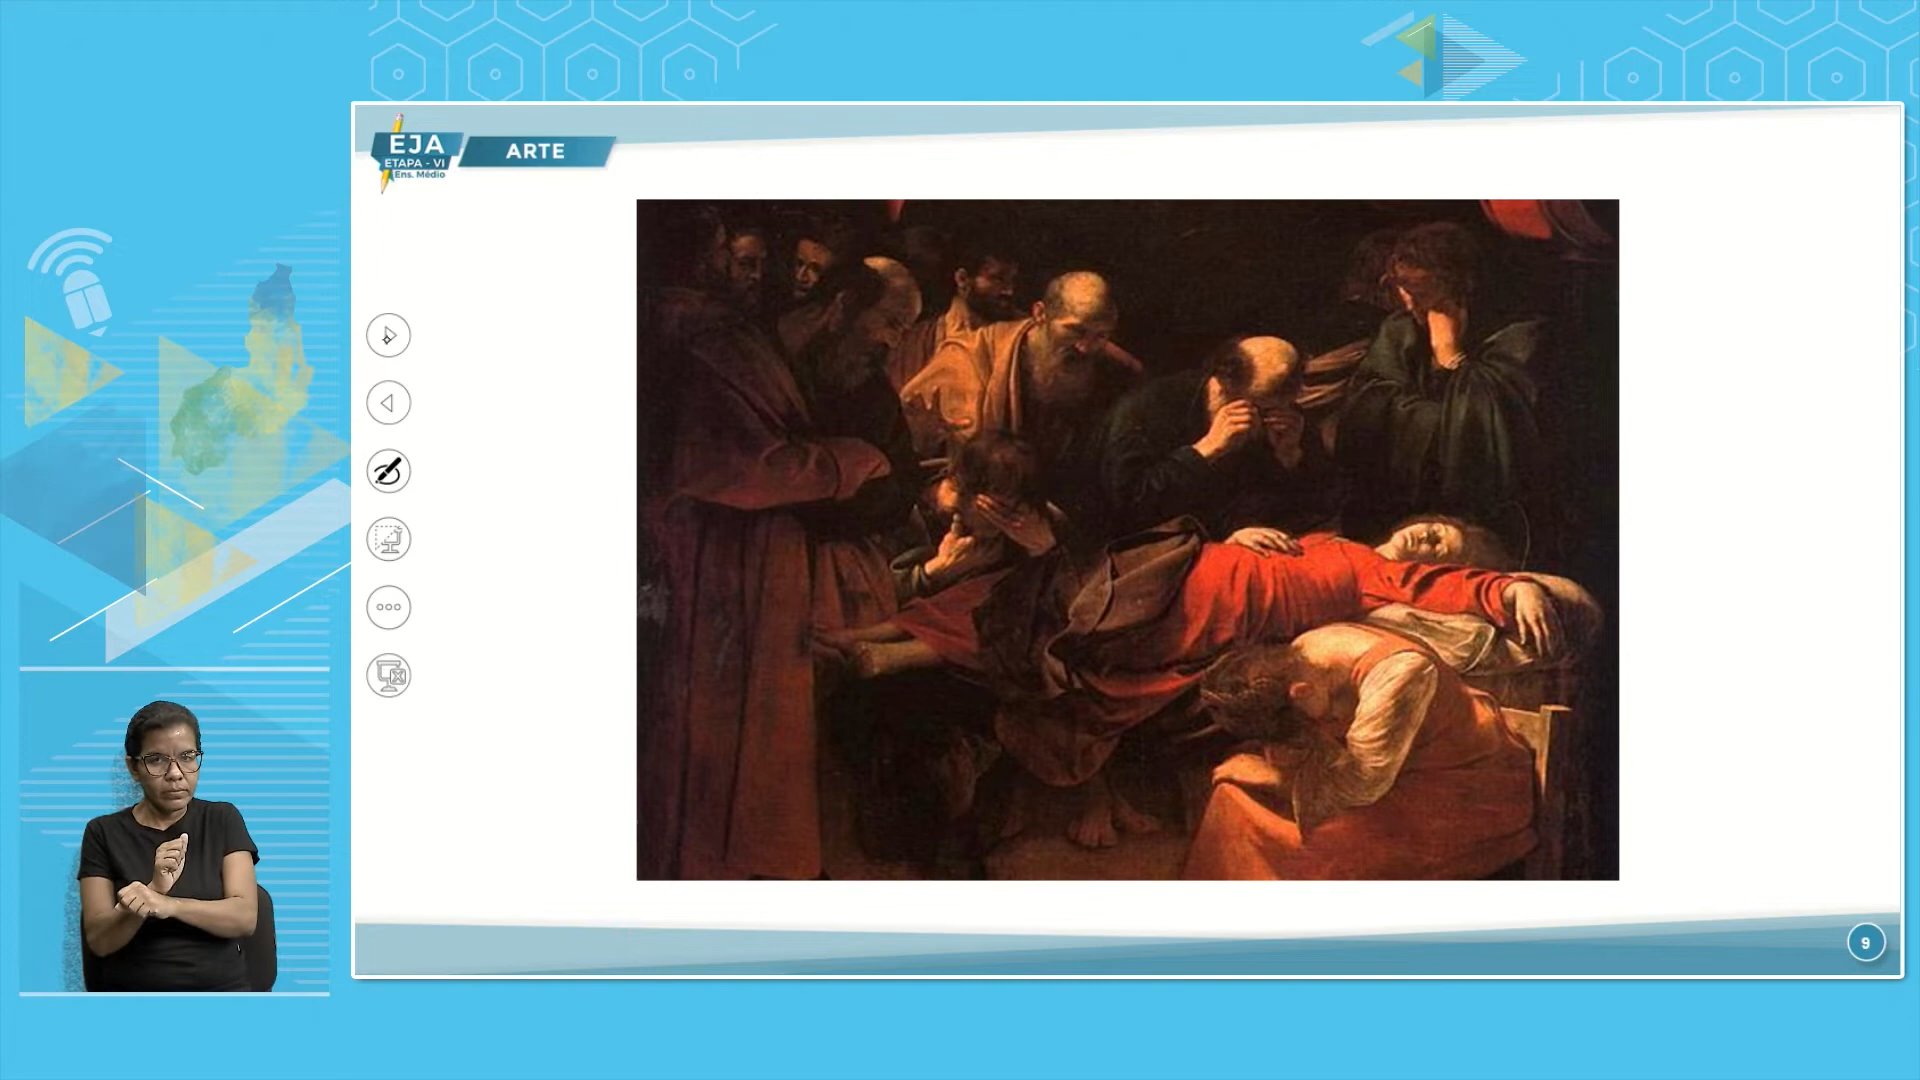 EJA
ETAPA - VI
Ens. Médio
ARTE
9